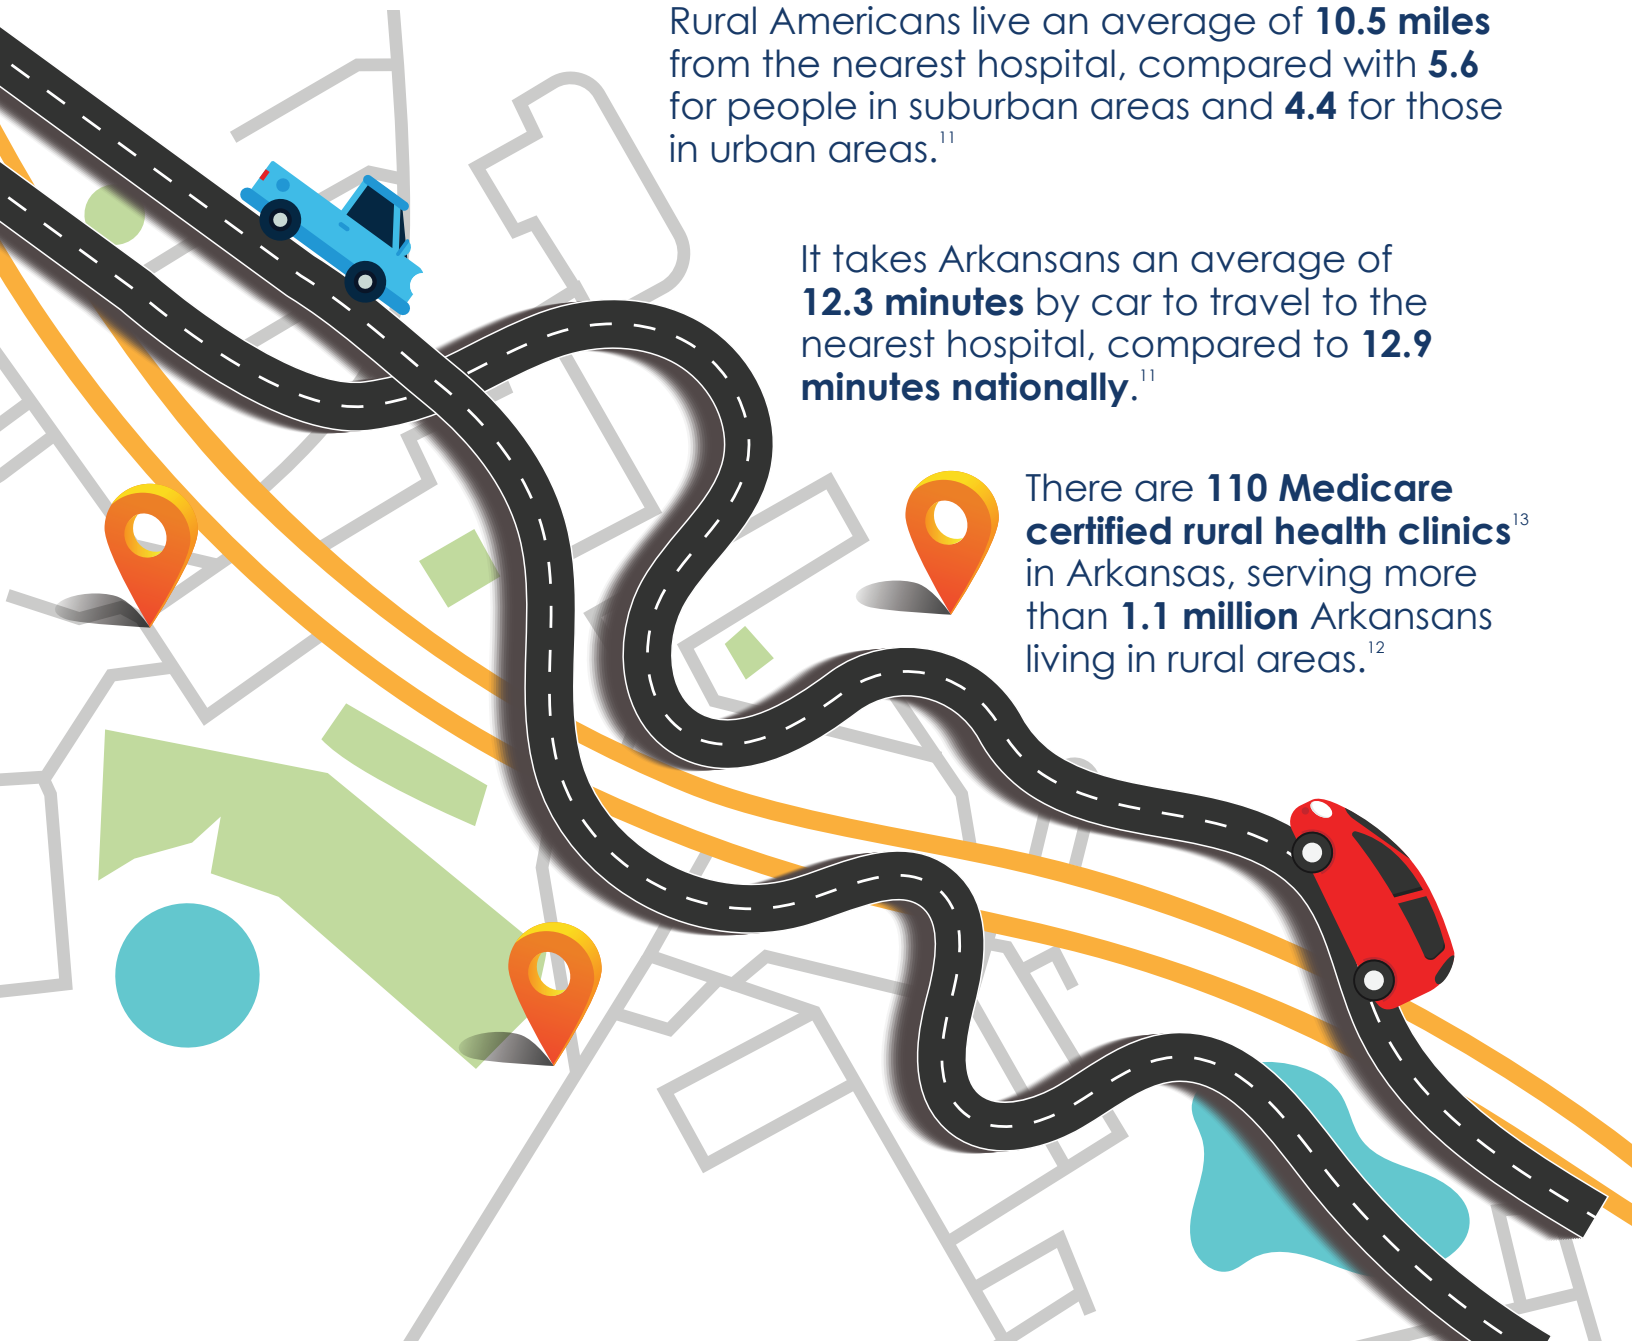 Rural Americans live an average of 10.5 miles
from the nearest hospital, compared with 5.6
for people in suburban areas and 4.4 for those
in urban areas.11
It takes Arkansans an average of
12.3 minutes by car to travel to the
nearest hospital, compared to 12.9
minutes nationally.11
There are 110 Medicare
certified rural health clinics13
in Arkansas, serving more
than 1.1 million Arkansans
living in rural areas.12